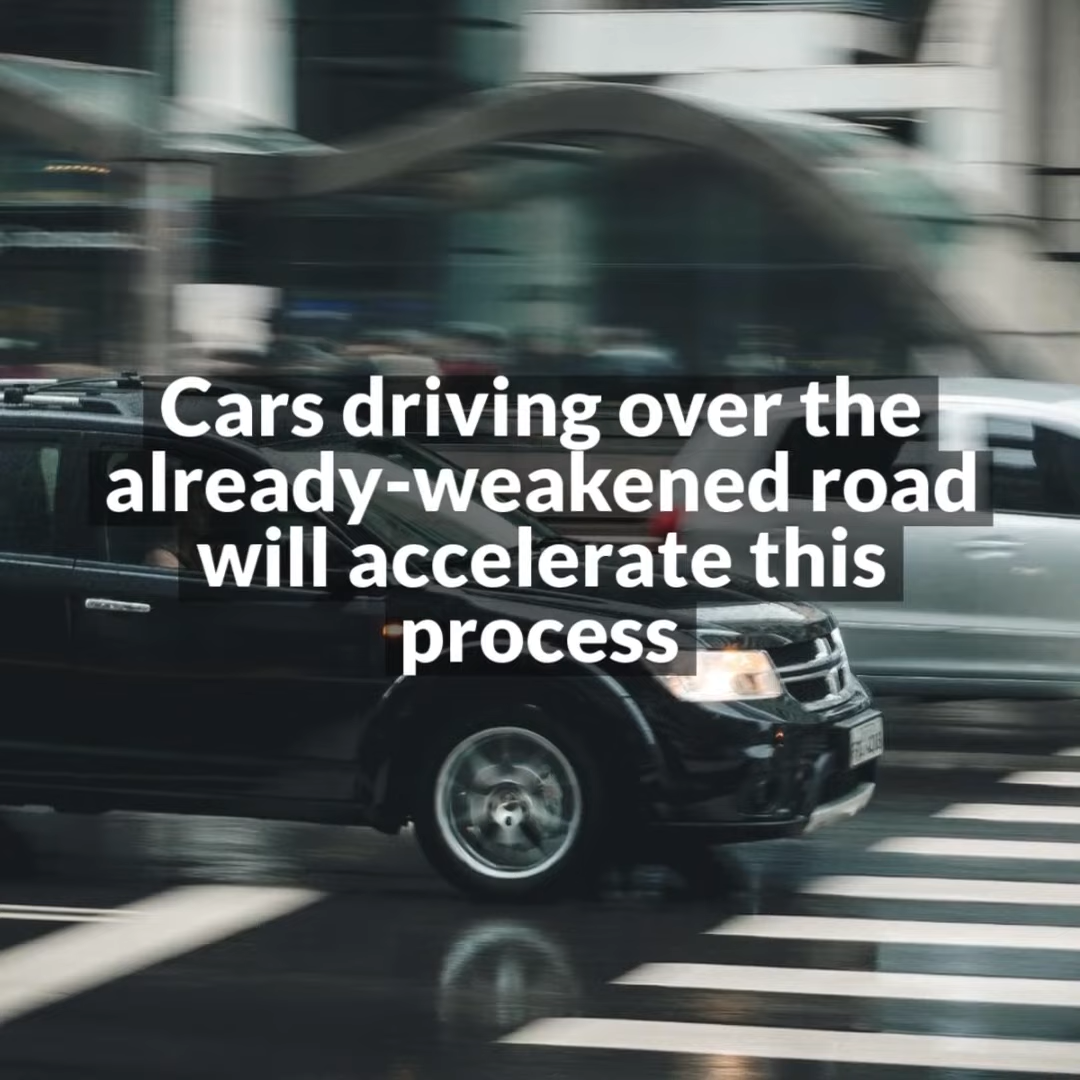 Cars driving over the
already-weakened road
will accelerate this
process